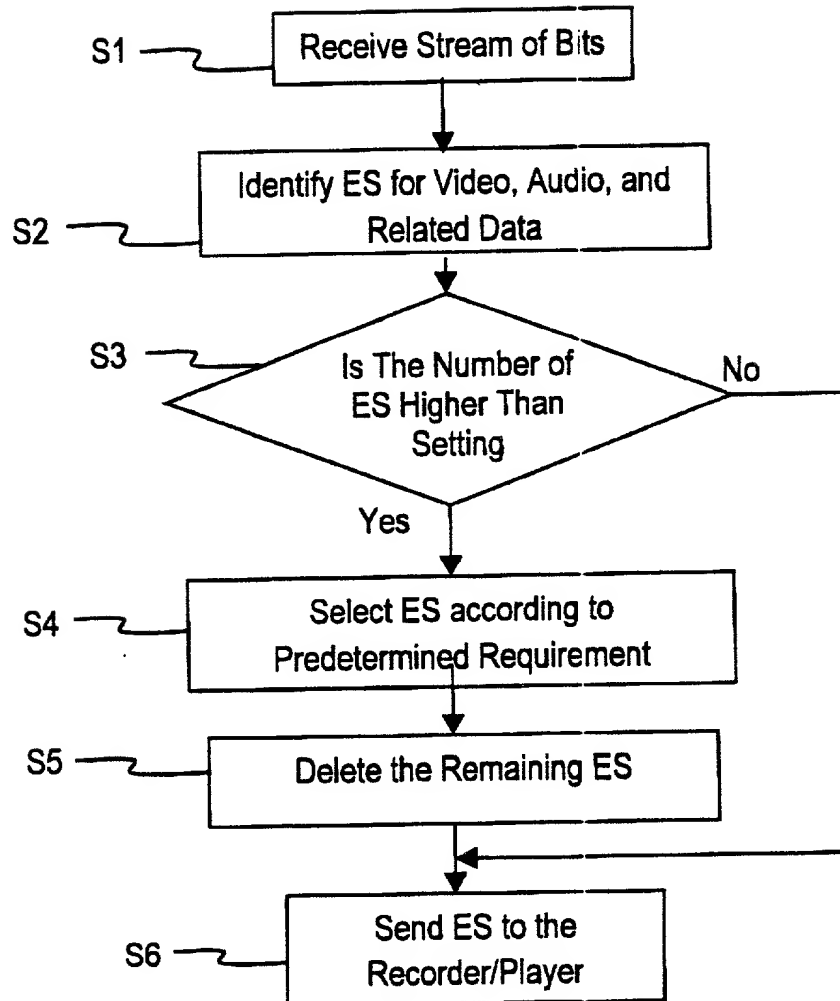 S1
Receive Stream of Bits
S2
Identify ES for Video, Audio, and
Related Data
S3
Is The Number of
ES Higher Than
Setting
No
Yes
S4
Select ES according to
Predetermined Requirement
S5
Delete the Remaining ES
S6
Send ES to the
Recorder/Player